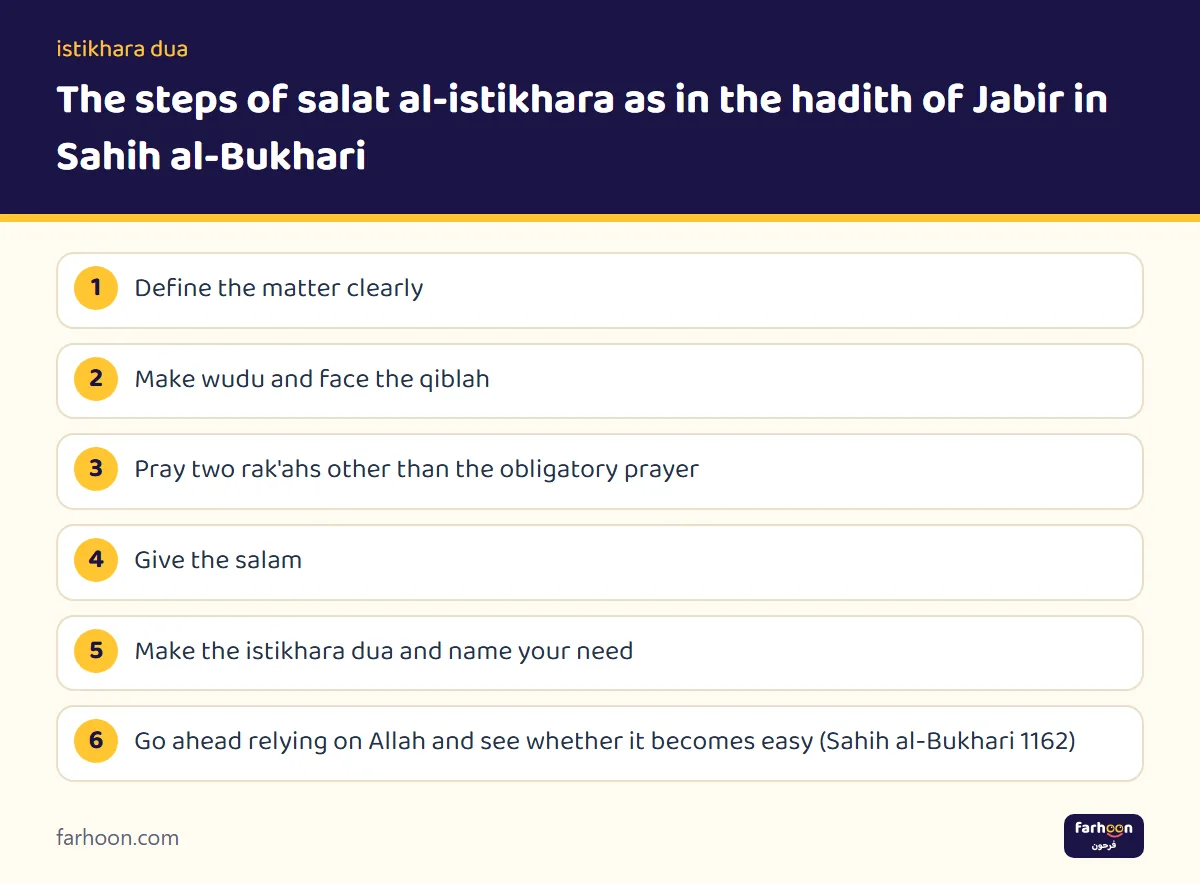 istikhara dua
The steps of salat al-istikhara as in the hadith of Jabir in
Sahih al-Bukhari
1 Define the matter clearly
2 Make wudu and face the qiblah
3 Pray two rak'ahs other than the obligatory prayer
4 Give the salam
5 Make the istikhara dua and name your need
6 Go ahead relying on Allah and see whether it becomes easy (Sahih al-Bukhari 1162)
farhoon.com
farhoon
فرحون